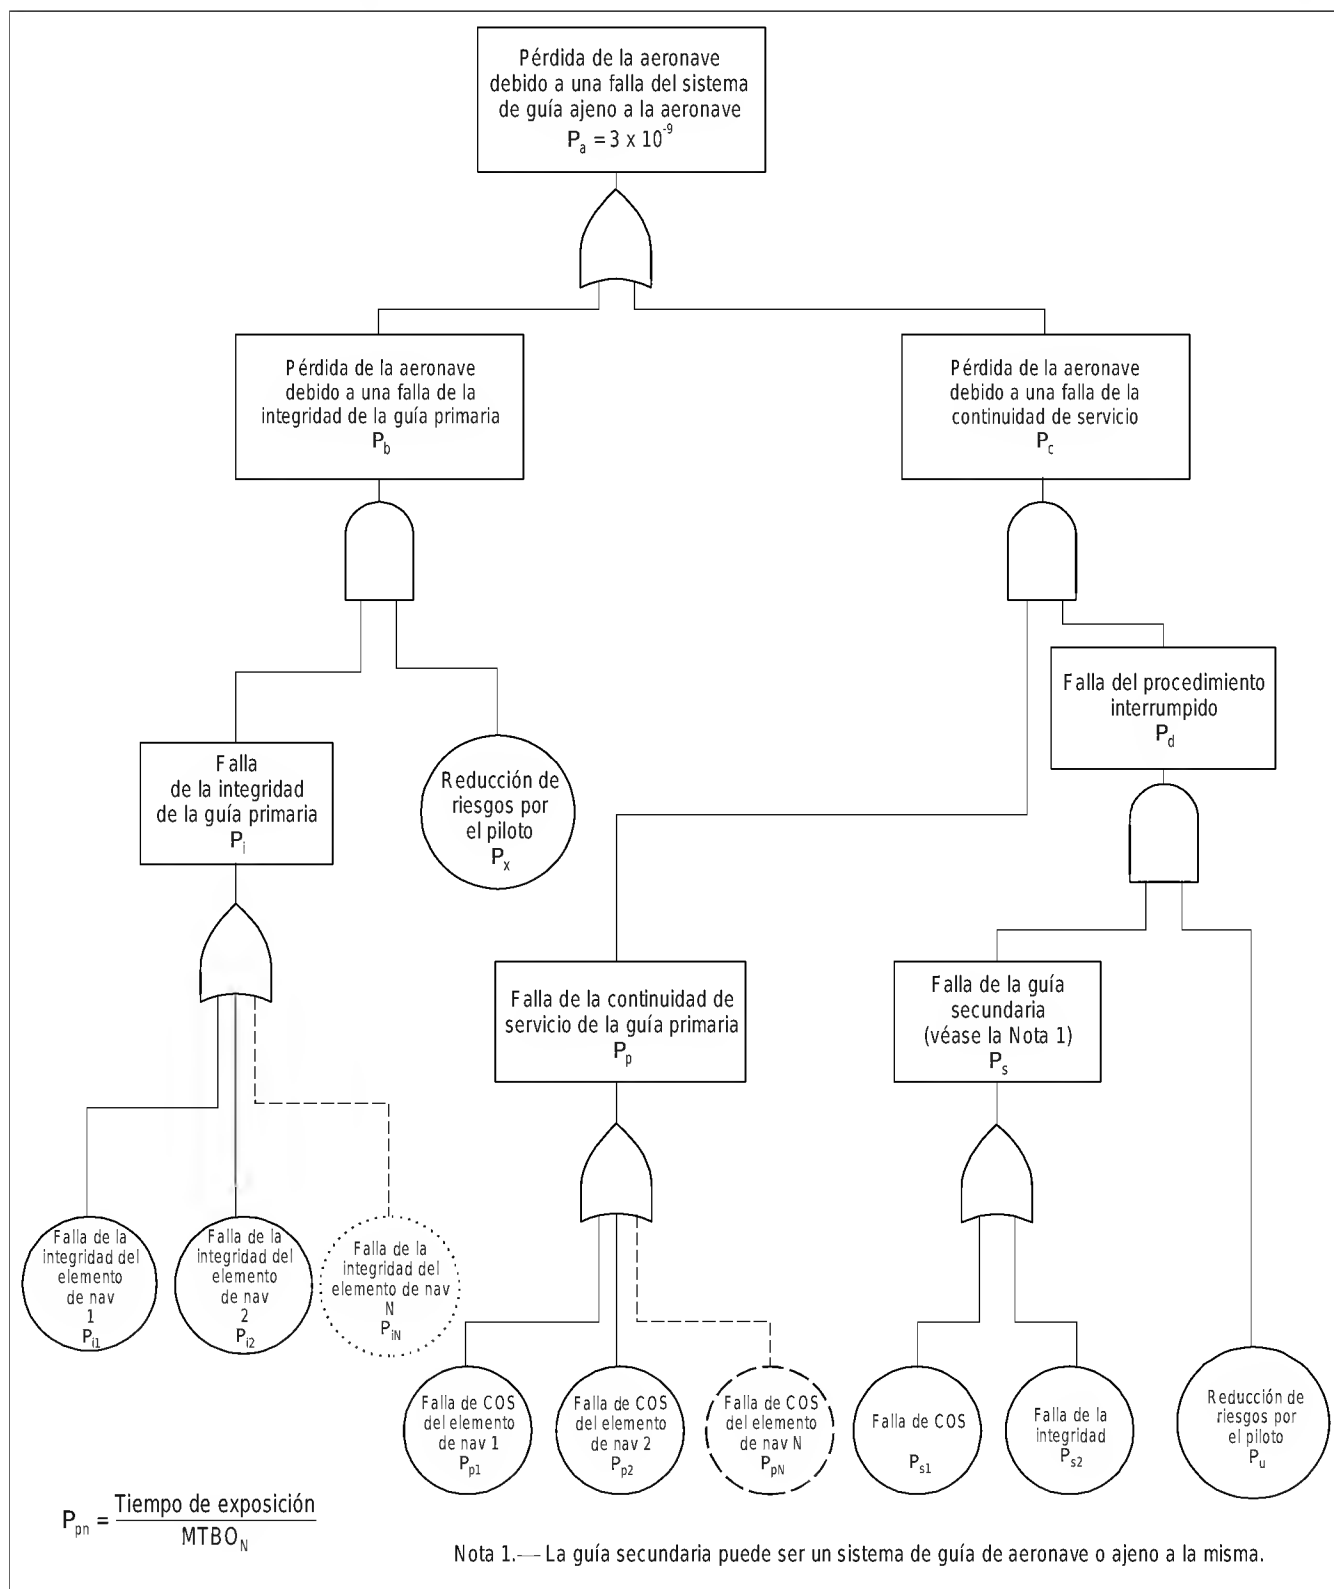 Pérdida de la aeronave
debido a una falla del sistema
de guía ajeno a la aeronave
Pa = 3 x 10-9
Pérdida de la aeronave
debido a una falla de la
integridad de la guía primaria
Pb
Pérdida de la aeronave
debido a una falla de la
continuidad de servicio
Pc
Falla del procedimiento
interrumpido
Pd
Falla
de la integridad
de la guía primaria
Pi
Reducción de
riesgos por
el piloto
Px
Falla de la continuidad de
servicio de la guía primaria
Pp
Falla de la guía
secundaria
(véase la Nota 1)
Ps
Falla de la
integridad del
elemento
de nav
1
Pi1
Falla de la
integridad del
elemento
de nav
2
Pi2
Falla de la
integridad del
elemento de nav
N
PiN
Falla de COS
del elemento
de nav 1
Pp1
Falla de COS
del elemento
de nav 2
Pp2
Falla de COS
del elemento
de nav N
PpN
Falla de COS
Ps1
Falla de la
integridad
Ps2
Reducción de
riesgos por
el piloto
Pu
Ppn = Tiempo de exposición
MTBON
Nota 1.— La guía secundaria puede ser un sistema de guía de aeronave o ajeno a la misma.